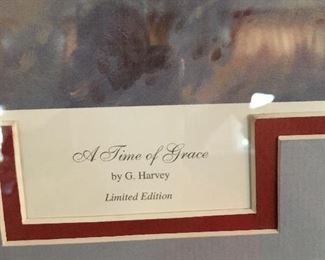 A Time of Grace
by G. Harvey
Limited Edition